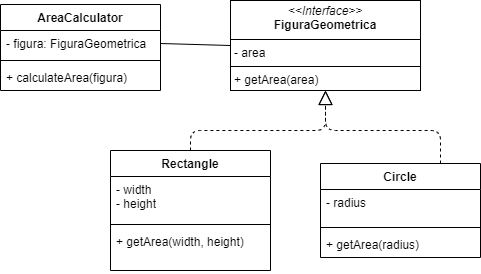 AreaCalculator
- figura: FiguraGeometrica
+ calculateArea(figura)
<<Interface>>
FiguraGeometrica
- area
+ getArea(area)
Rectangle
- width
- height
+ getArea(width, height)
Circle
- radius
+ getArea(radius)